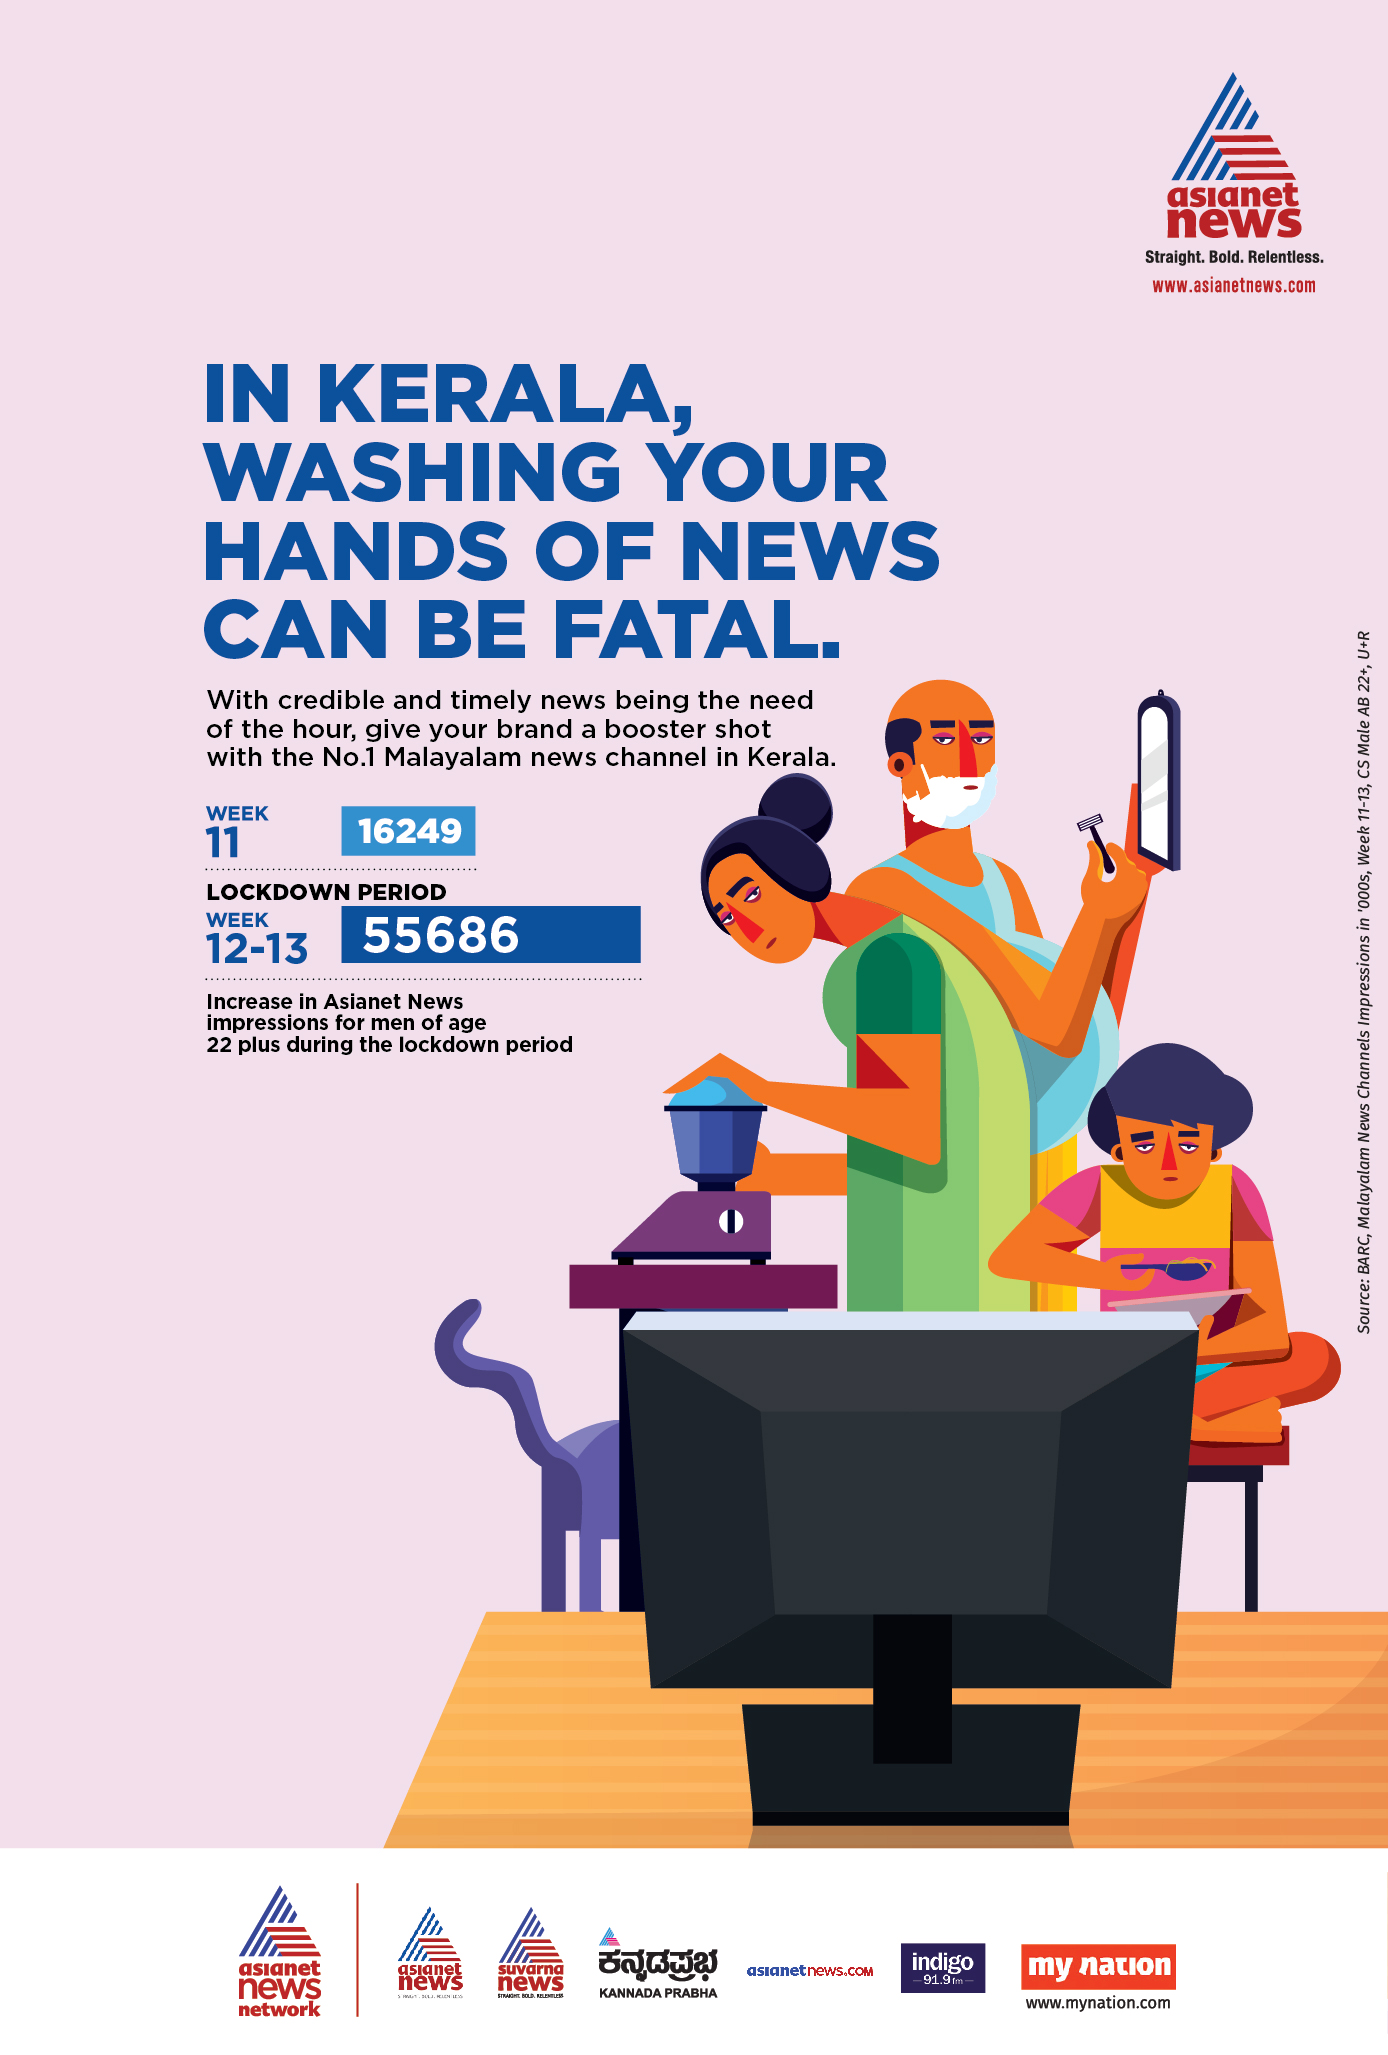 asianet
news
Straight. Bold. Relentless.
www.asianetnews.com
IN KERALA,
WASHING YOUR
HANDS OF NEWS
CAN BE FATAL.
With credible and timely news being the need
of the hour, give your brand a booster shot
with the No.1 Malayalam news channel in Kerala.
WEEK
11
16249
LOCKDOWN PERIOD
WEEK
12-13
55686
Increase in Asianet News
impressions for men of age
22 plus during the lockdown period
Source: BARC, Malayalam News Channels Impressions in '000s, Week 11-13, CS Male AB 22+, U+R
asianet
news
network
asianet
news
STRAIGHT. BOLD. RELENTLESS
suvarna
news
STRAIGHT. BOLD. RELENTLESS
ಕನ್ನಡಪ್ರಭ
KANNADA PRABHA
asianetnews.com
indigo
91.9 fm
my nation
www.mynation.com